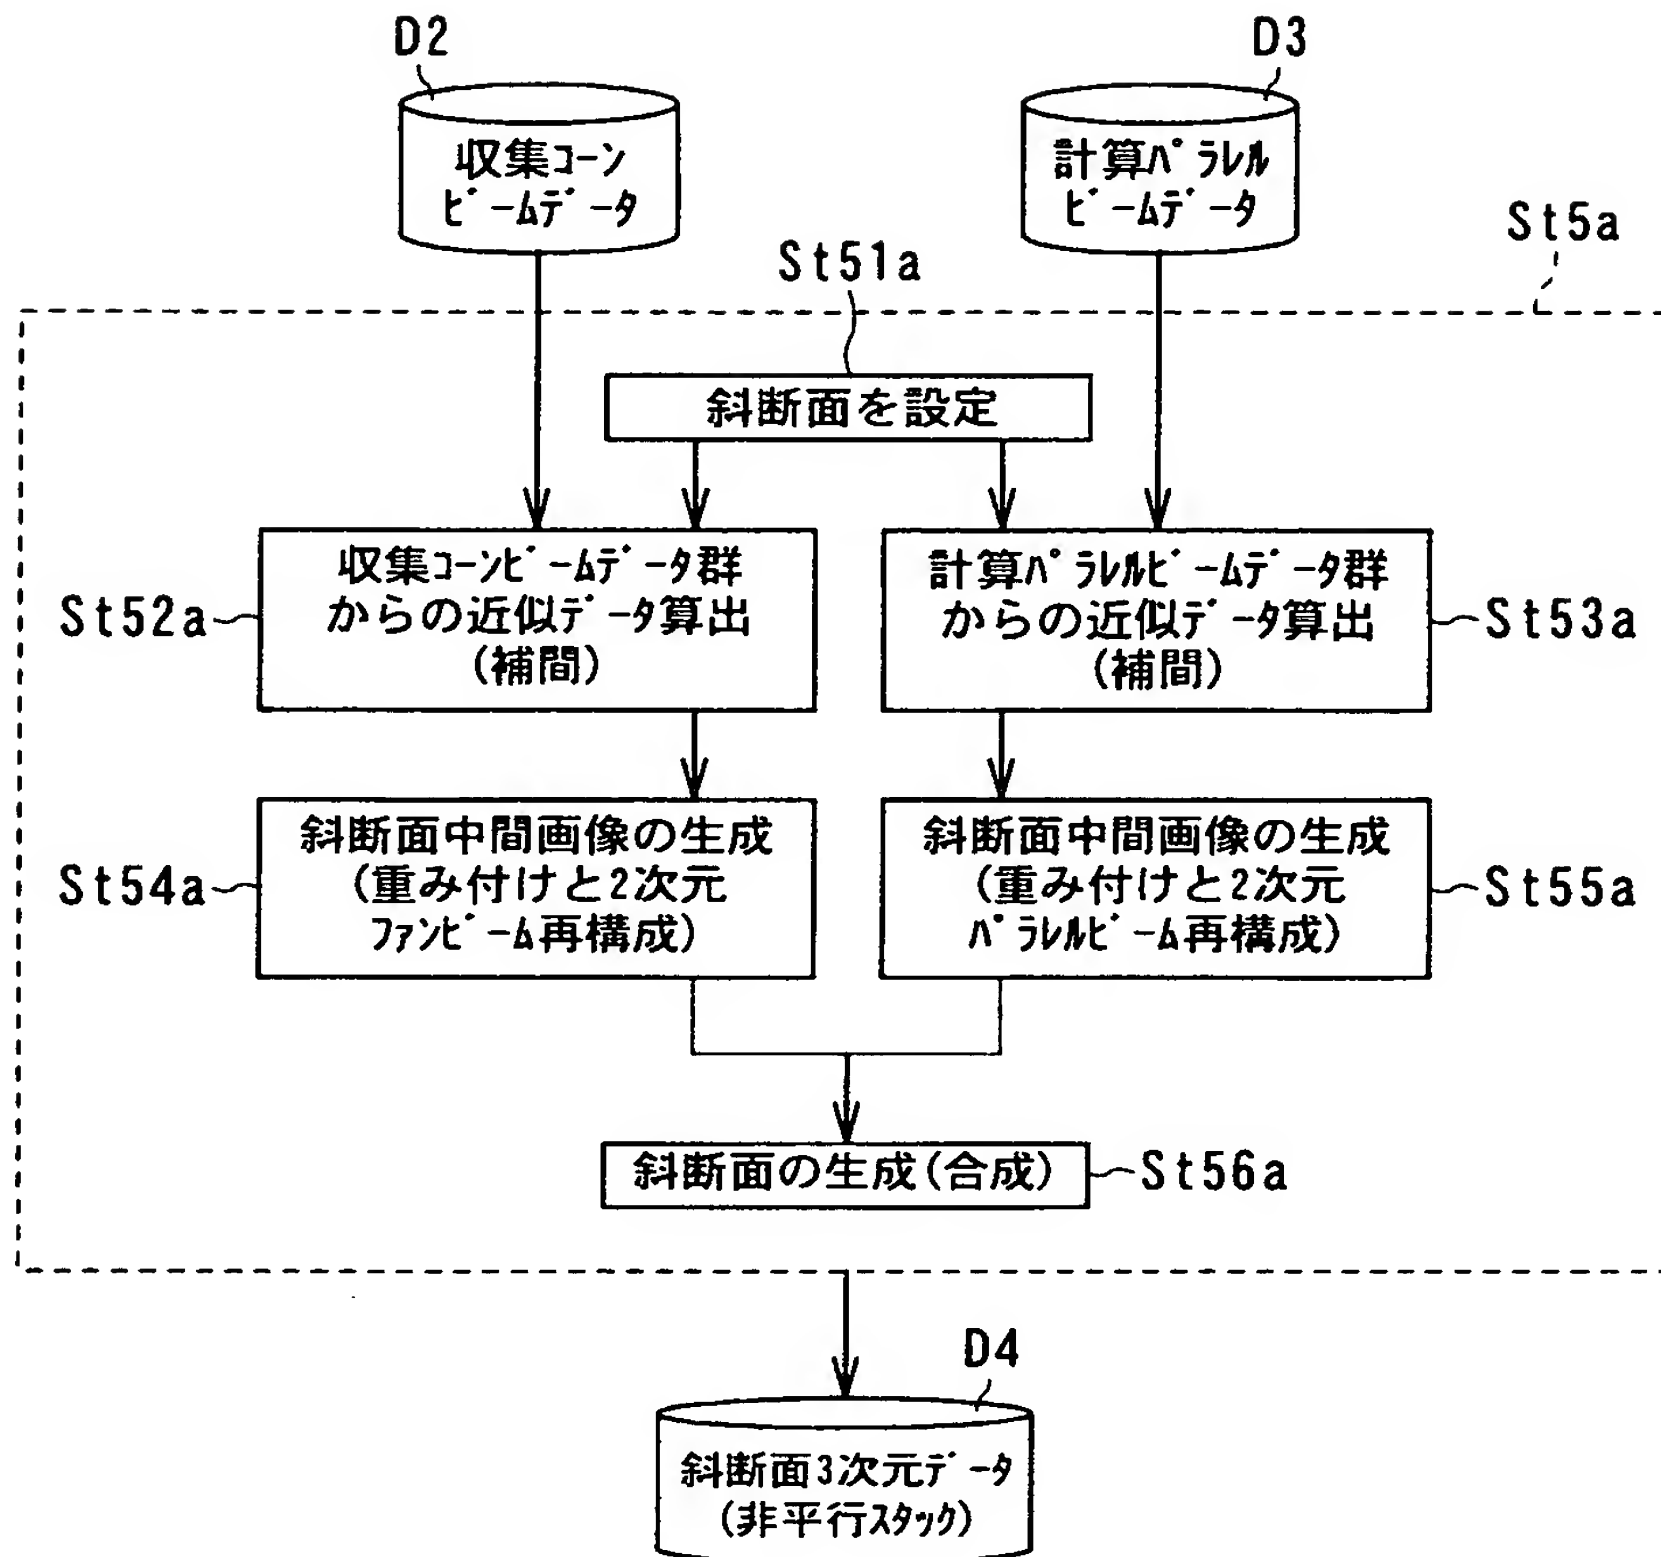 D2
D3
収集コーン
ビームデータ
計算パラレル
ビームデータ
St5a
St51a
斜断面を設定
収集コーンビームデータ群
からの近似データ算出
(補間)
St52a
計算パラレルビームデータ群
からの近似データ算出
(補間)
St53a
斜断面中間画像の生成
(重み付けと2次元
ファンビーム再構成)
St54a
斜断面中間画像の生成
(重み付けと2次元
パラレルビーム再構成)
St55a
斜断面の生成(合成)
St56a
D4
斜断面3次元データ
(非平行スタック)